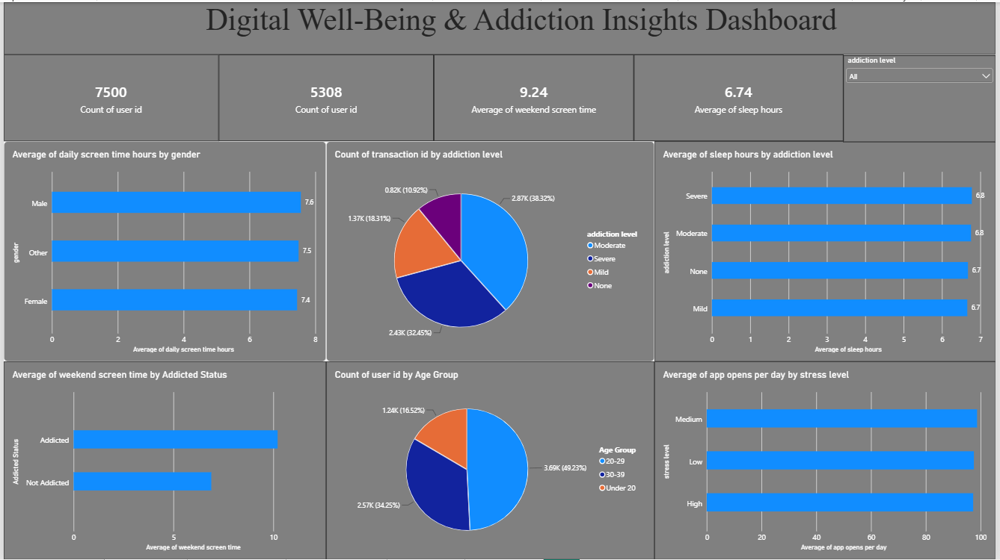 Digital Well-Being & Addiction Insights Dashboard
7500
Count of user id
5308
Count of user id
9.24
Average of weekend screen time
6.74
Average of sleep hours
addiction level
All
Average of daily screen time hours by gender
gender
Male
7.6
Other
7.5
Female
7.4
0 2 4 6 8
Average of daily screen time hours
Count of transaction id by addiction level
0.82K (10.92%)
2.87K (38.32%)
1.37K (18.31%)
2.43K (32.45%)
addiction level
Moderate
Severe
Mild
None
Average of sleep hours by addiction level
addiction level
Severe
6.8
Moderate
6.8
None
6.7
Mild
6.7
0 1 2 3 4 5 6 7
Average of sleep hours
Average of weekend screen time by Addicted Status
Addicted Status
Addicted
Not Addicted
0 5 10
Average of weekend screen time
Count of user id by Age Group
1.24K (16.52%)
3.69K (49.23%)
2.57K (34.25%)
Age Group
20-29
30-39
Under 20
Average of app opens per day by stress level
stress level
Medium
Low
High
0 20 40 60 80 100
Average of app opens per day